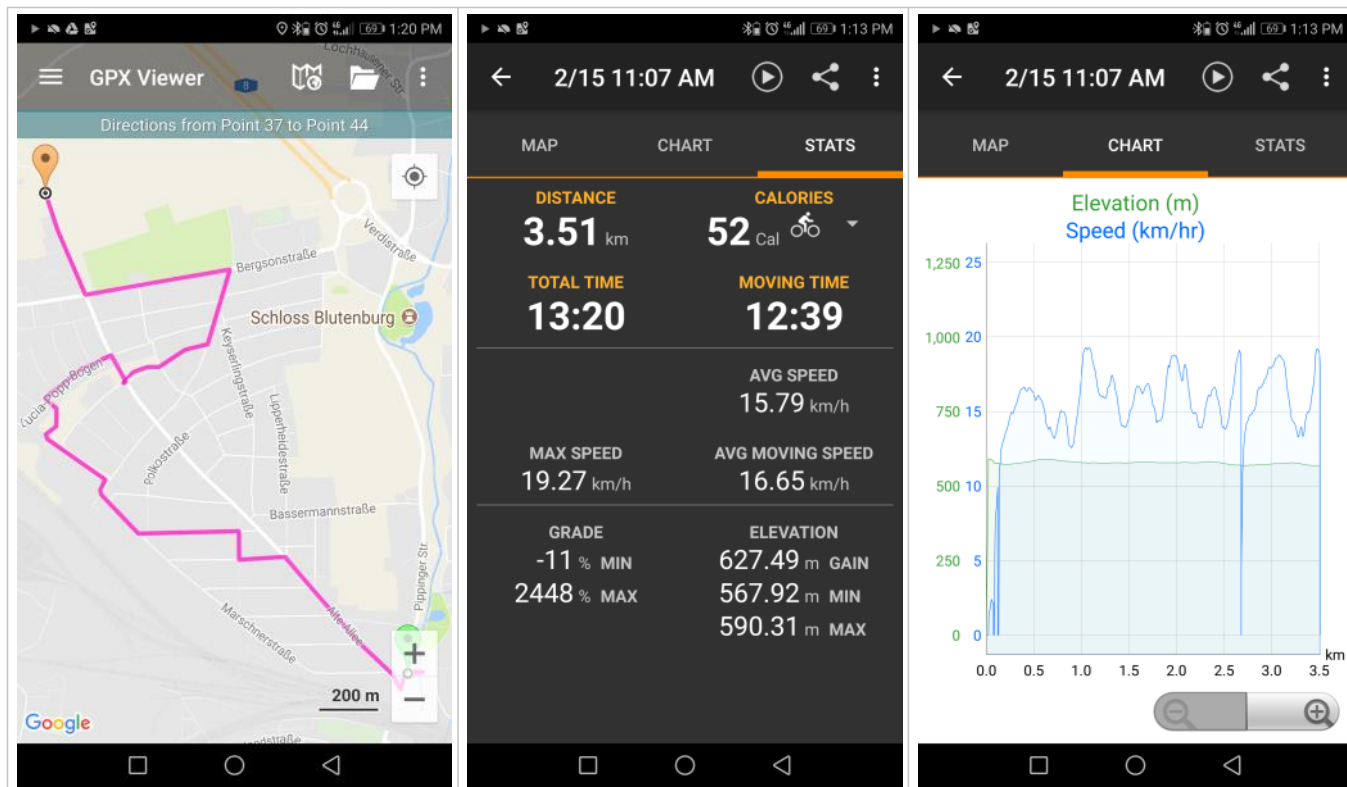 1:20 PM
69
46
Lochhausener Str.
GPX Viewer
8
Directions from Point 37 to Point 44
Verdistraße
Bergsonstraße
Schloss Blutenburg
Keyserlingstraße
Lucia-Popp-Bogen
Lipperheidestraße
Polkostraße
Bassermannstraße
Pippinger Str.
Alte Allee
Marschnerstraße
+
200 m
−
Google
69 1:13 PM
2/15 11:07 AM
MAP CHART STATS
DISTANCE CALORIES
3.51 km 52 Cal
TOTAL TIME MOVING TIME
13:20 12:39
AVG SPEED
15.79 km/h
MAX SPEED AVG MOVING SPEED
19.27 km/h 16.65 km/h
GRADE ELEVATION
-11 % MIN 627.49 m GAIN
2448 % MAX 567.92 m MIN
590.31 m MAX
69 1:13 PM
2/15 11:07 AM
MAP CHART STATS
Elevation (m)
Speed (km/hr)
1,250 25
1,000 20
750 15
500 10
250 5
0 0
km
0.0 0.5 1.0 1.5 2.0 2.5 3.0 3.5